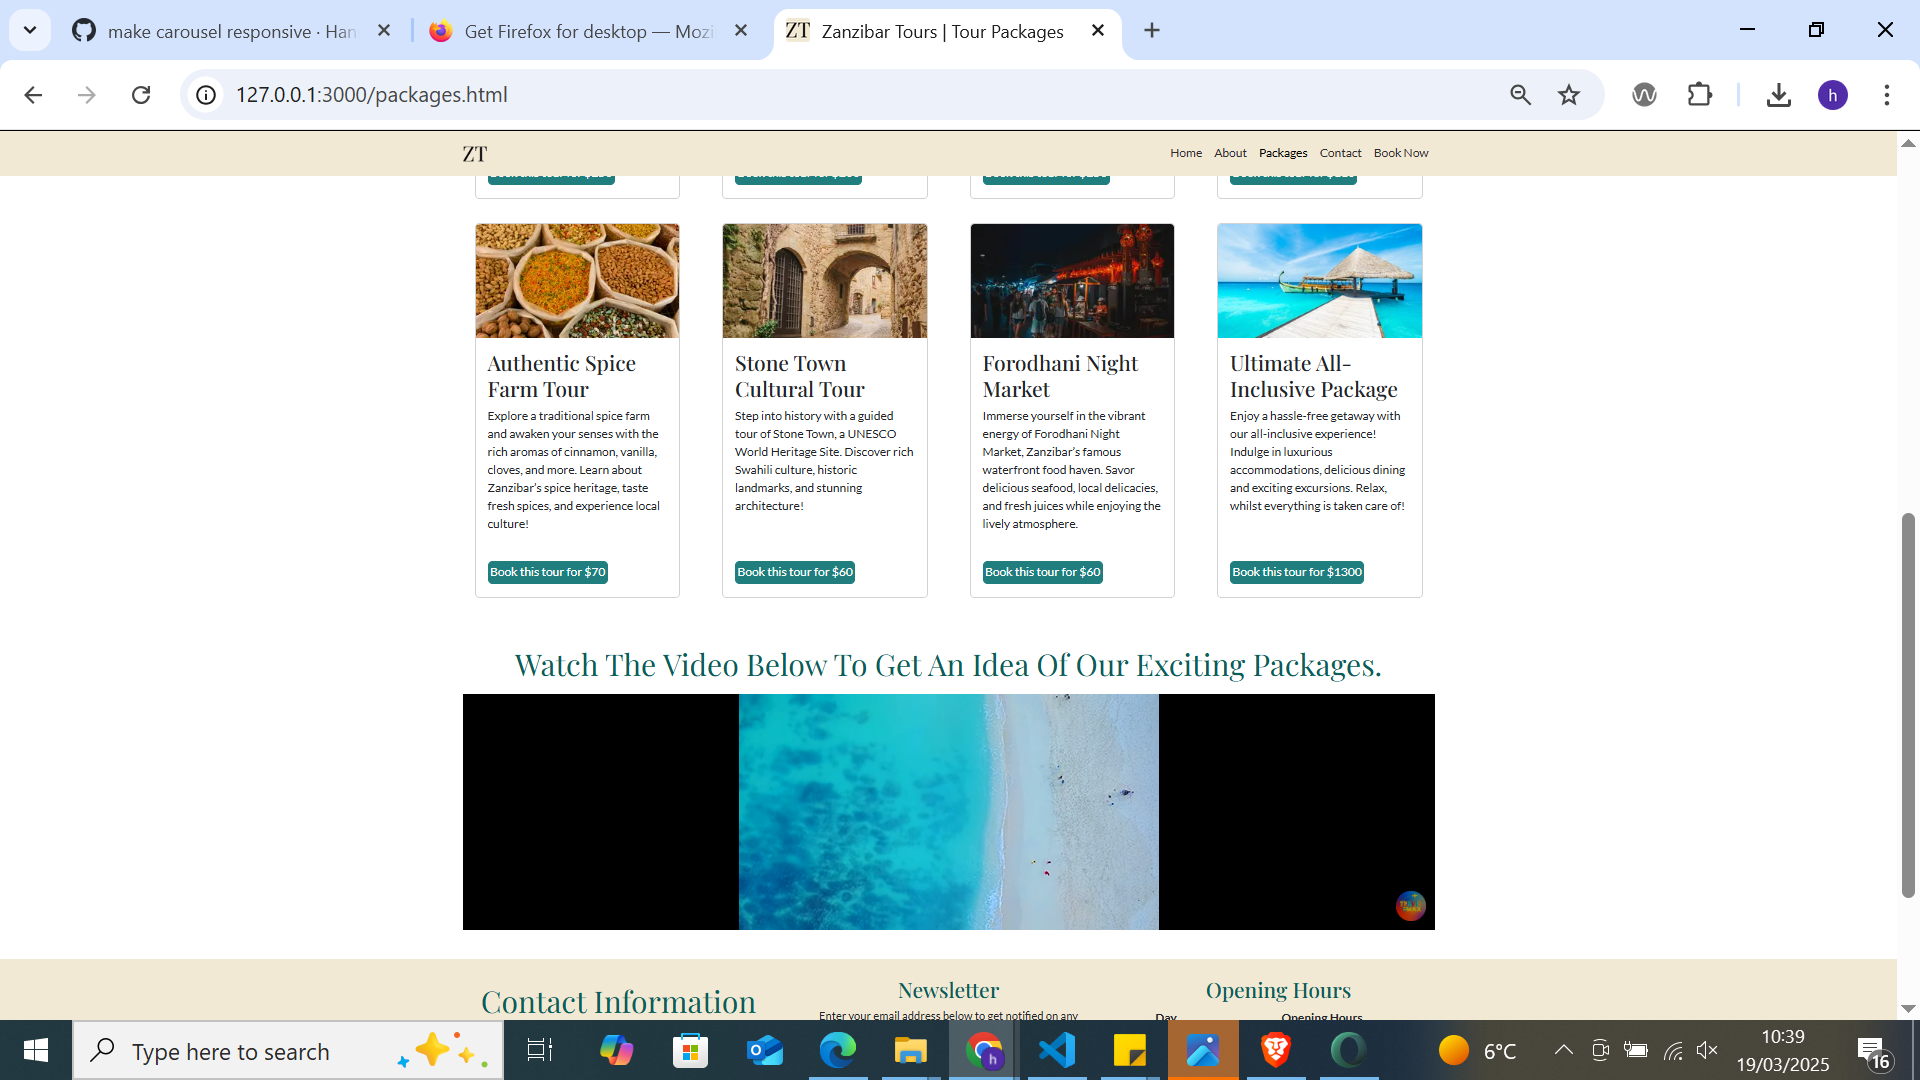 make carousel responsive · Han
Get Firefox for desktop — Mozi
ZT Zanzibar Tours | Tour Packages
127.0.0.1:3000/packages.html
h
ZT
Home About Packages Contact Book Now
Authentic Spice
Farm Tour
Explore a traditional spice farm
and awaken your senses with the
rich aromas of cinnamon, vanilla,
cloves, and more. Learn about
Zanzibar’s spice heritage, taste
fresh spices, and experience local
culture!
Book this tour for $70
Stone Town
Cultural Tour
Step into history with a guided
tour of Stone Town, a UNESCO
World Heritage Site. Discover rich
Swahili culture, historic
landmarks, and stunning
architecture!
Book this tour for $60
Forodhani Night
Market
Immerse yourself in the vibrant
energy of Forodhani Night
Market, Zanzibar’s famous
waterfront food haven. Savor
delicious seafood, local delicacies,
and fresh juices while enjoying the
lively atmosphere.
Book this tour for $60
Ultimate All-
Inclusive Package
Enjoy a hassle-free getaway with
our all-inclusive experience!
Indulge in luxurious
accommodations, delicious dining
and exciting excursions. Relax,
whilst everything is taken care of!
Book this tour for $1300
Watch The Video Below To Get An Idea Of Our Exciting Packages.
Contact Information
Newsletter
Enter your email address below to get notified on any
Opening Hours
Day Opening Hours
Type here to search
h
6°C
10:39
19/03/2025
16